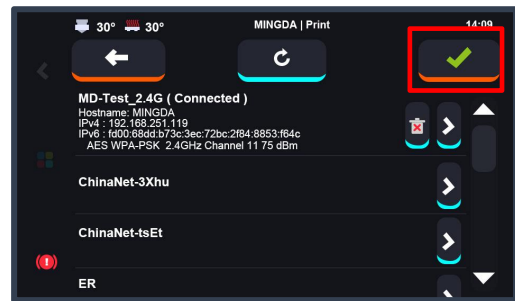 30° 30° MINGDA | Print 14:09
MD-Test_2.4G ( Connected )
Hostname: MINGDA
IPv4 : 192.168.251.119
IPv6 : fd00:68dd:b73c:3ec:72bc:2f84:8853:f64c
AES WPA-PSK 2.4GHz Channel 11 75 dBm
ChinaNet-3Xhu
ChinaNet-tsEt
ER